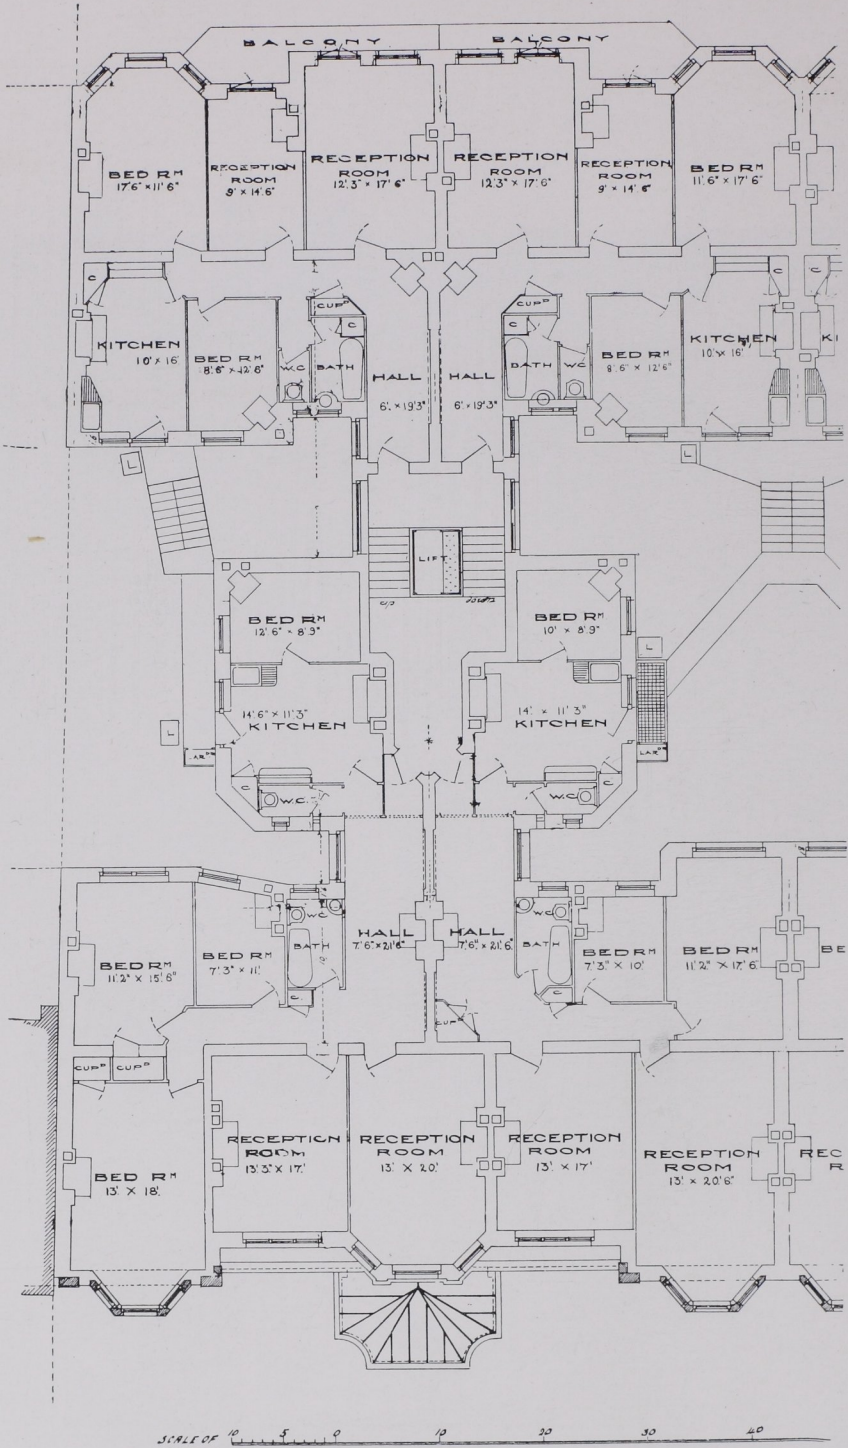 BALCONY
BALCONY
BED RM
17'6" × 11'6"
RECEPTION
ROOM
9' × 14'6"
RECEPTION
ROOM
12'.3" × 17'6"
RECEPTION
ROOM
12'3" × 17'6"
RECEPTION
ROOM
9' × 14'6"
BED RM
11'.6" × 17'6"
C
CUPD
C
CUPD
C
C
C
KITCHEN
10' × 16'
BED RM
8'.6" × 12'6"
W.C
BATH
HALL
6'. × 19'3"
HALL
6'. × 19'3"
BATH
W.C
BED RM
8'.6" × 12'6"
KITCHEN
10' × 16'
KI
L
L
LIFT
UP
BED RM
12'.6" × 8'9"
BED RM
10' × 8'9"
L
14'.6" × 11'.3"
KITCHEN
14'. × 11'3"
KITCHEN
L
LARDR
LARDR
C
W.C.
W.C
C
BED RM
11'.2" × 15'6"
BED RM
7'.3" × 11'.
WC
BATH
C.
HALL
7'.6" × 21'6"
HALL
7'.6" × 21'.6"
WC
BATH
C
BED RM
7'.3" × 10'
BED RM
11'.2" × 17'.6"
BE
CUPD
CUPD
CUPD
BED RM
13' × 18'.
RECEPTION
ROOM
13'.3" × 17'.
RECEPTION
ROOM
13' × 20'.
RECEPTION
ROOM
13' × 17'
RECEPTION
ROOM
13' × 20'6"
REC
R
SCALE OF 10 5 0 10 20 30 40